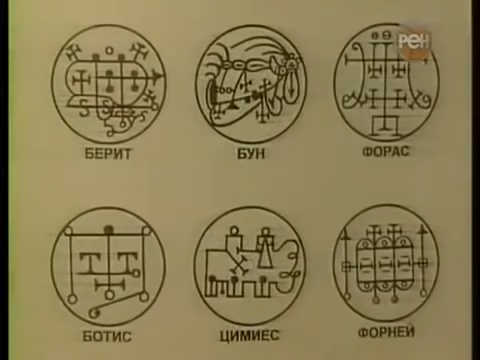 РЕН
БЕРИТ
БУН
ФОРАС
БОТИС
ЦИМИЕС
ФОРНЕЙ